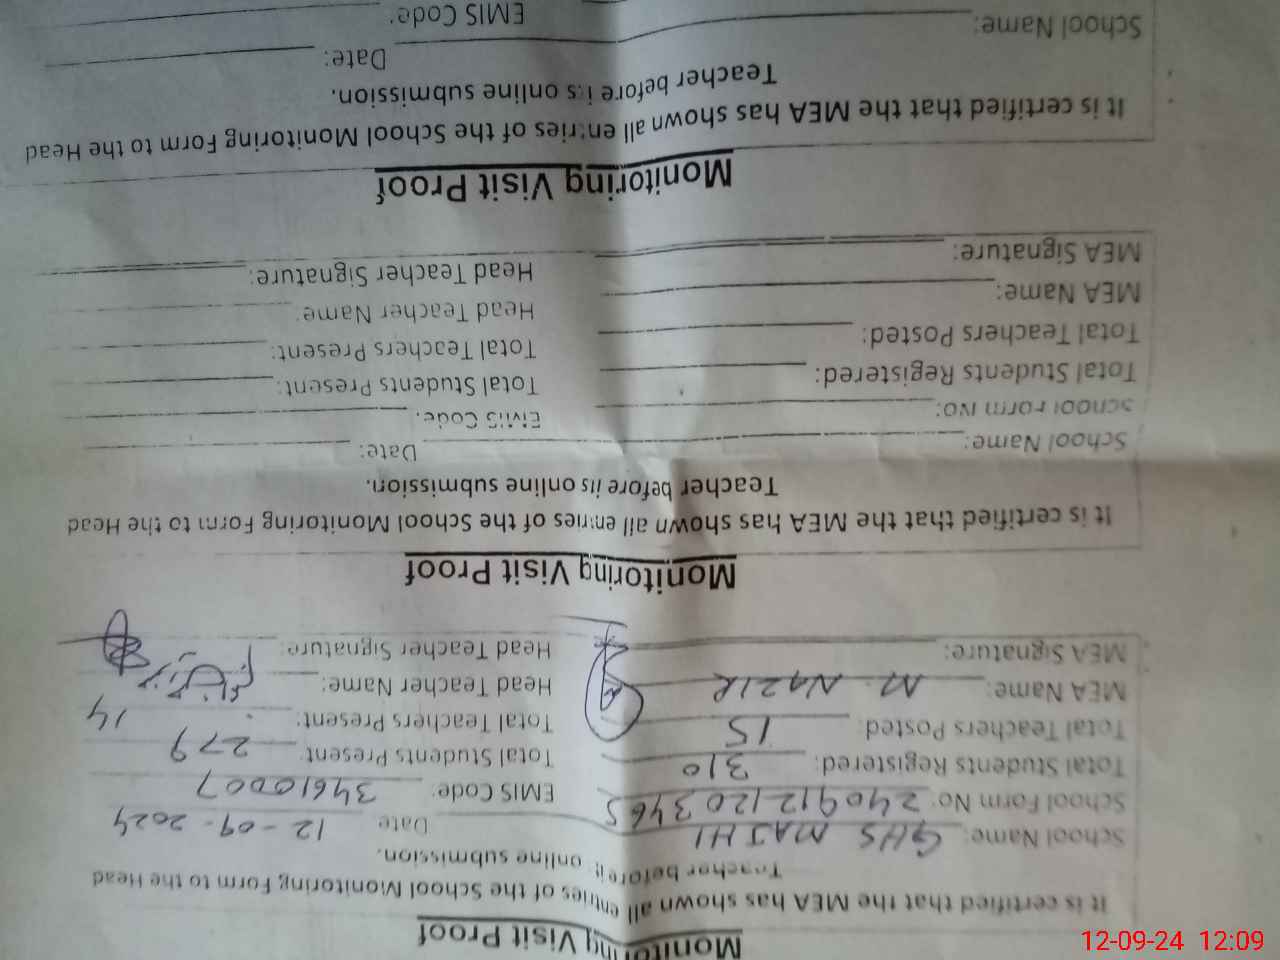 Monitoring Visit Proof
It is certified that the MEA has shown all entries of the School Monitoring Form to the Head
Teacher before its online submission.
School Name: GHS MAJHI Date 12-09-2024
School Form No: 240912120346S EMIS Code: 34610007
Total Students Registered: 310 Total Students Present 279
Total Teachers Posted: 15 Total Teachers Present: 14
MEA Name: M. NAZIR Head Teacher Name:
MEA Signature: Head Teacher Signature:
Monitoring Visit Proof
It is certified that the MEA has shown all entries of the School Monitoring Form to the Head
Teacher before its online submission.
School Name: Date:
School Form No: EMIS Code:
Total Students Registered: Total Students Present:
Total Teachers Posted: Total Teachers Present:
MEA Name: Head Teacher Name:
MEA Signature: Head Teacher Signature:
Monitoring Visit Proof
It is certified that the MEA has shown all entries of the School Monitoring Form to the Head
Teacher before its online submission.
Date:
School Name: EMIS Code:
12-09-24 12:09